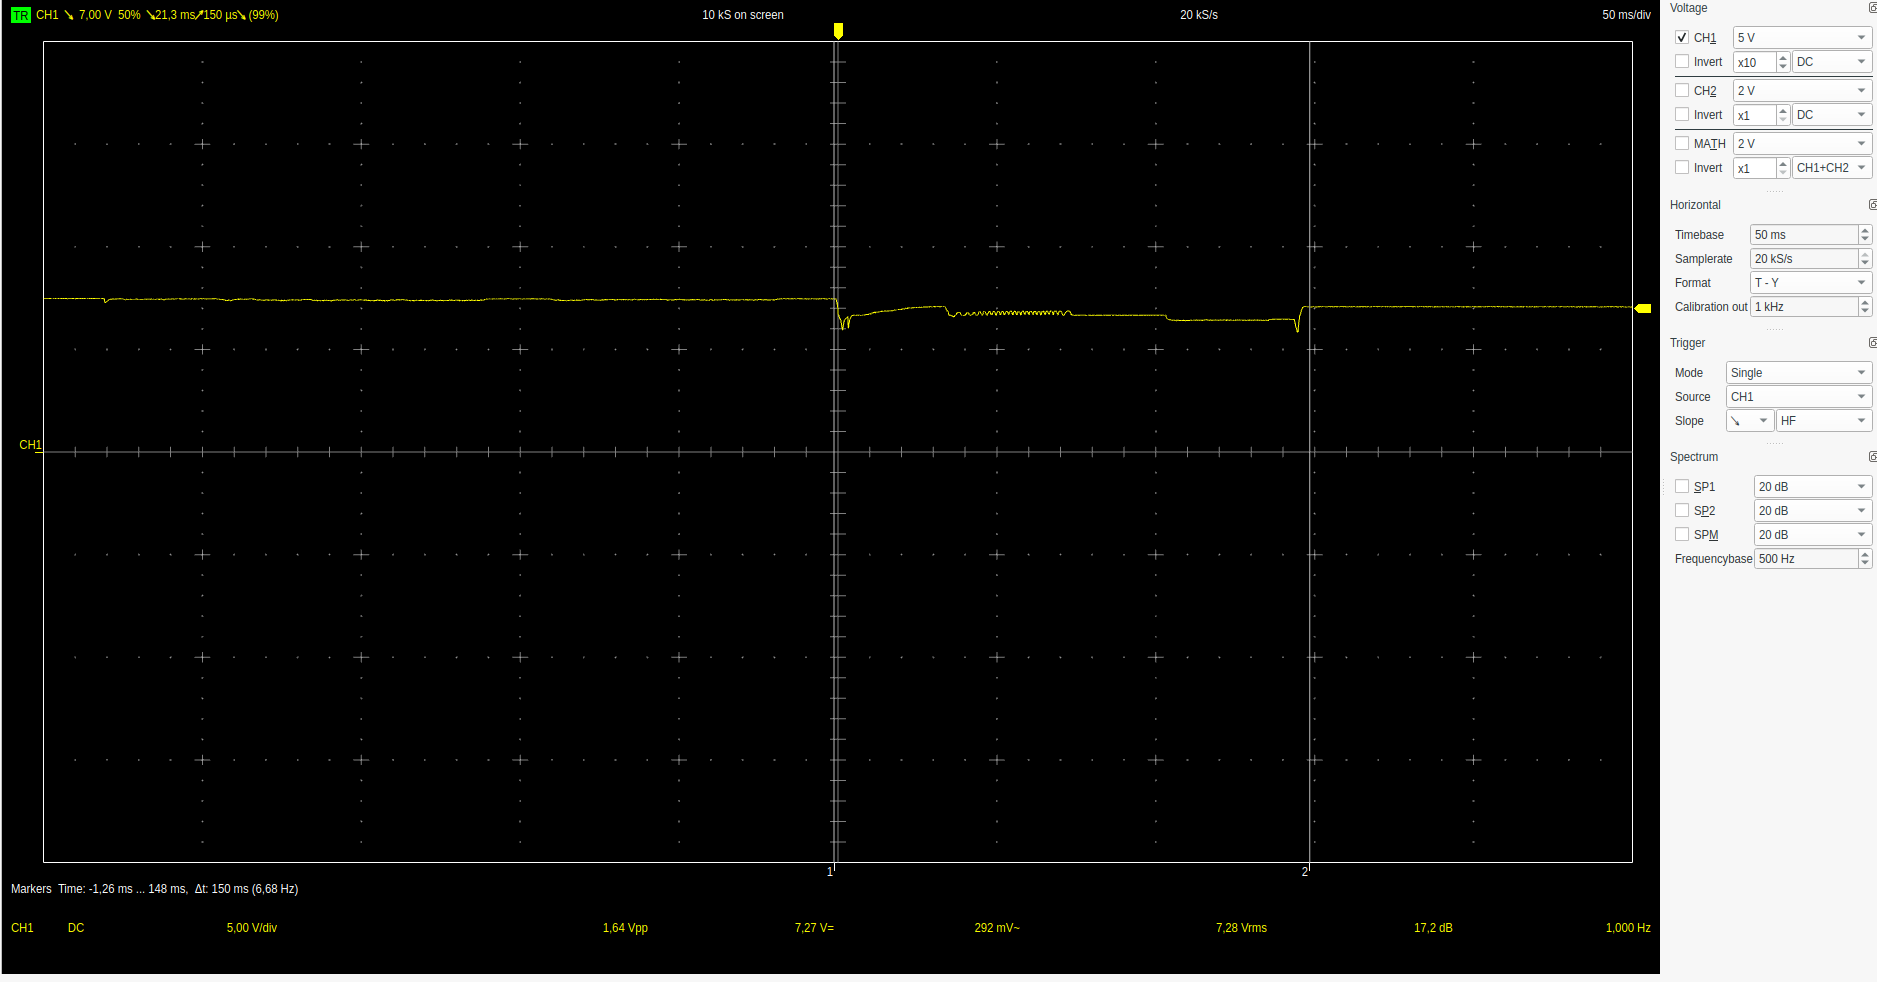 TR CH1 ↘ 7,00 V 50% ↘21,3 ms↗150 µs↘ (99%) 10 kS on screen 20 kS/s 50 ms/div
CH1
1 2
Markers Time: -1,26 ms ... 148 ms, Δt: 150 ms (6,68 Hz)
CH1 DC 5,00 V/div 1,64 Vpp 7,27 V= 292 mV~ 7,28 Vrms 17,2 dB 1,000 Hz
Voltage
CH1 5 V
Invert x10 DC
CH2 2 V
Invert x1 DC
MATH 2 V
Invert x1 CH1+CH2
Horizontal
Timebase 50 ms
Samplerate 20 kS/s
Format T - Y
Calibration out 1 kHz
Trigger
Mode Single
Source CH1
Slope ↘ HF
Spectrum
SP1 20 dB
SP2 20 dB
SPM 20 dB
Frequencybase 500 Hz